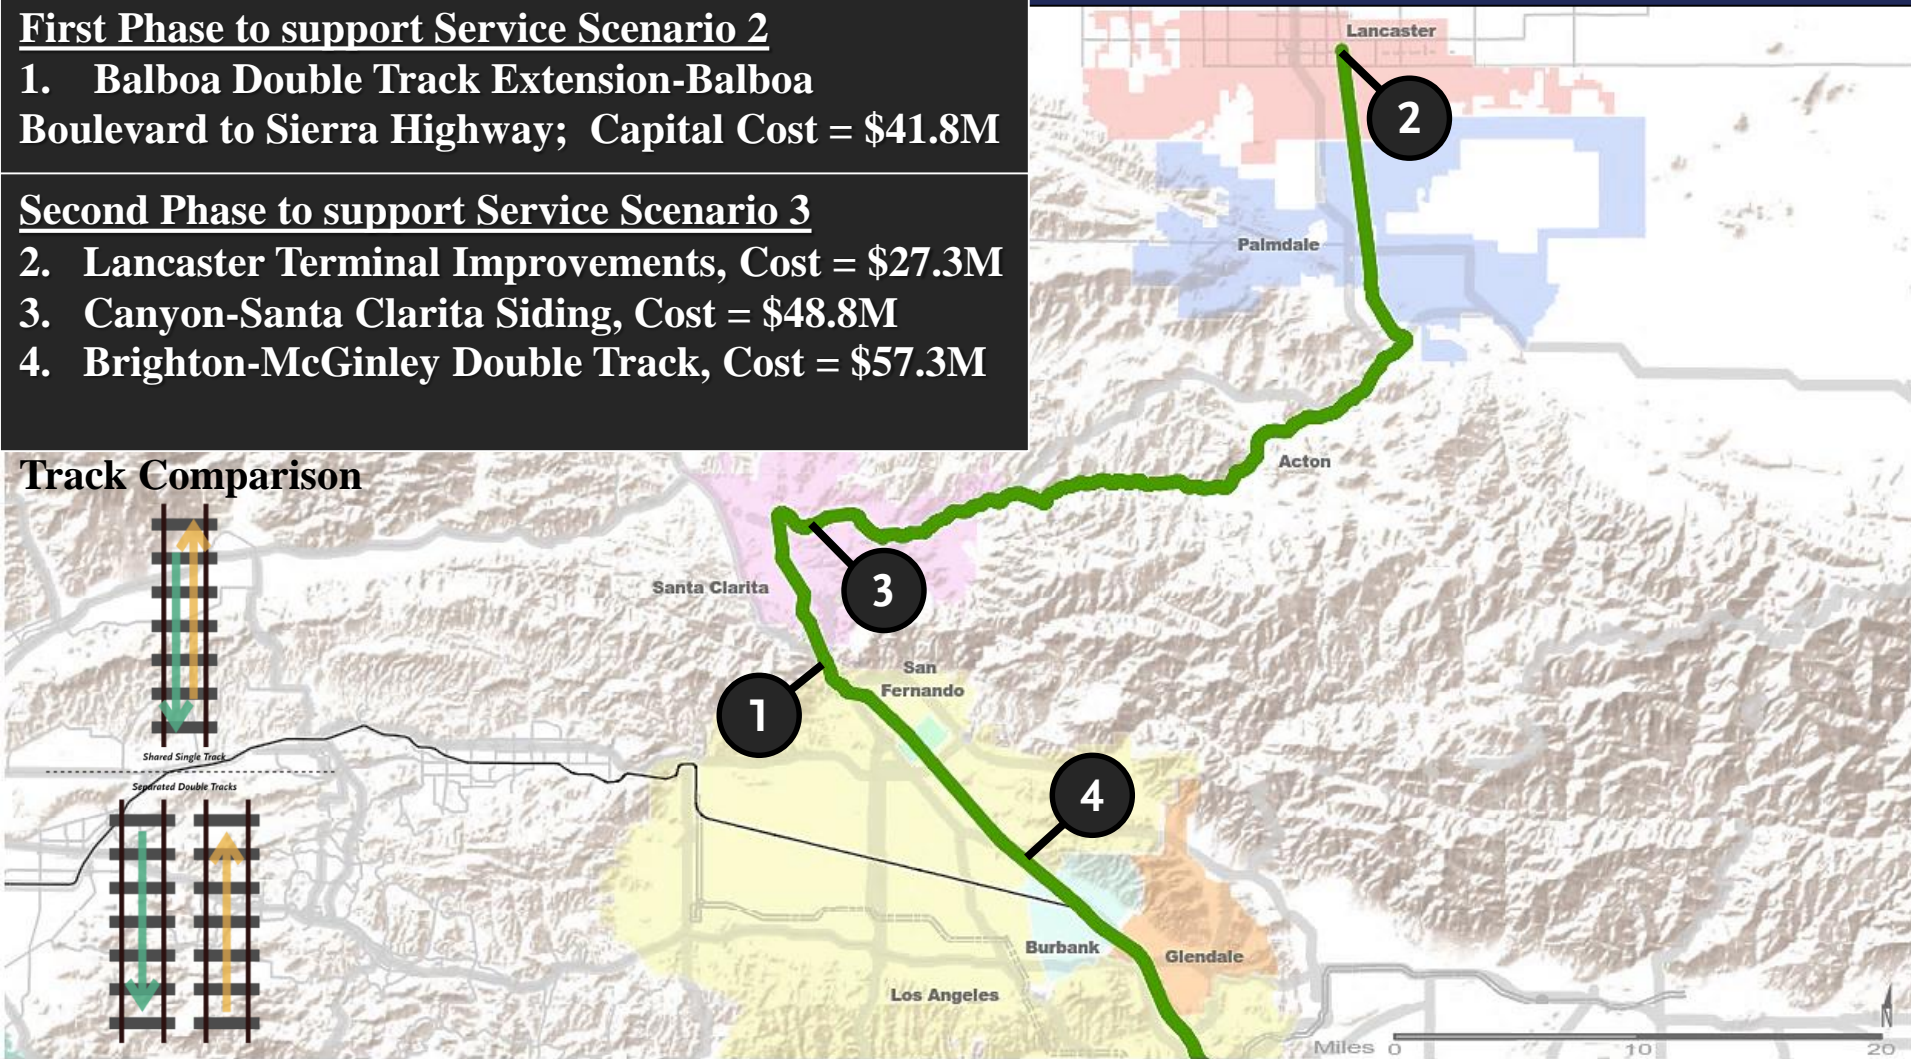 First Phase to support Service Scenario 2
1. Balboa Double Track Extension-Balboa
Boulevard to Sierra Highway; Capital Cost = $41.8M
Second Phase to support Service Scenario 3
2. Lancaster Terminal Improvements, Cost = $27.3M
3. Canyon-Santa Clarita Siding, Cost = $48.8M
4. Brighton-McGinley Double Track, Cost = $57.3M
Track Comparison
Shared Single Track
Separated Double Tracks
Lancaster
2
Palmdale
Acton
Santa Clarita
3
San
Fernando
1
4
Burbank
Glendale
Los Angeles
N
Miles 0 10 20